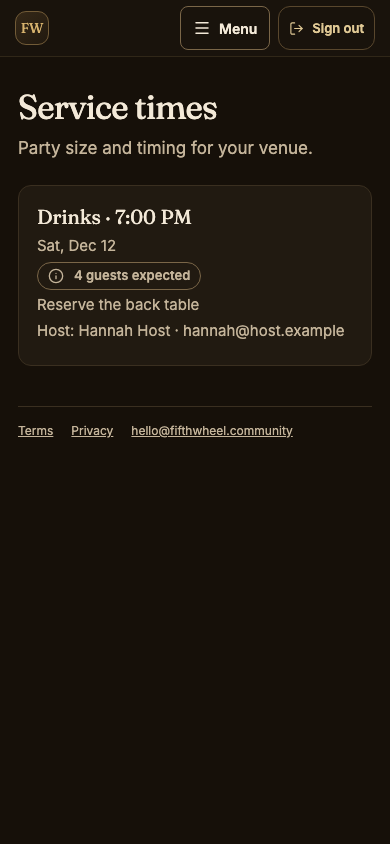 FW
Menu
Sign out
Service times
Party size and timing for your venue.
Drinks · 7:00 PM
Sat, Dec 12
4 guests expected
Reserve the back table
Host: Hannah Host · hannah@host.example
Terms Privacy hello@fifthwheel.community